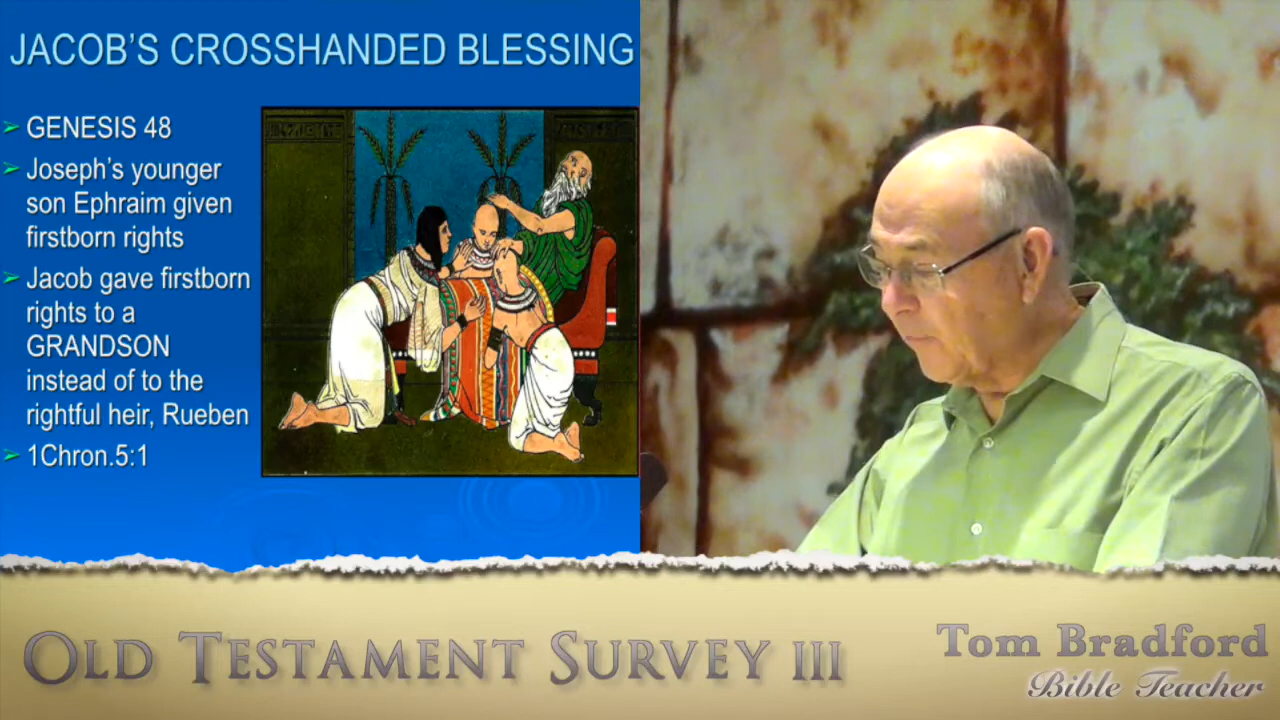 JACOB'S CROSSHANDED BLESSING
➢ GENESIS 48
➢ Joseph's younger
son Ephraim given
firstborn rights
➢ Jacob gave firstborn
rights to a
GRANDSON
instead of to the
rightful heir, Rueben
➢ 1Chron.5:1
OLD TESTAMENT SURVEY III
Tom Bradford
Bible Teacher